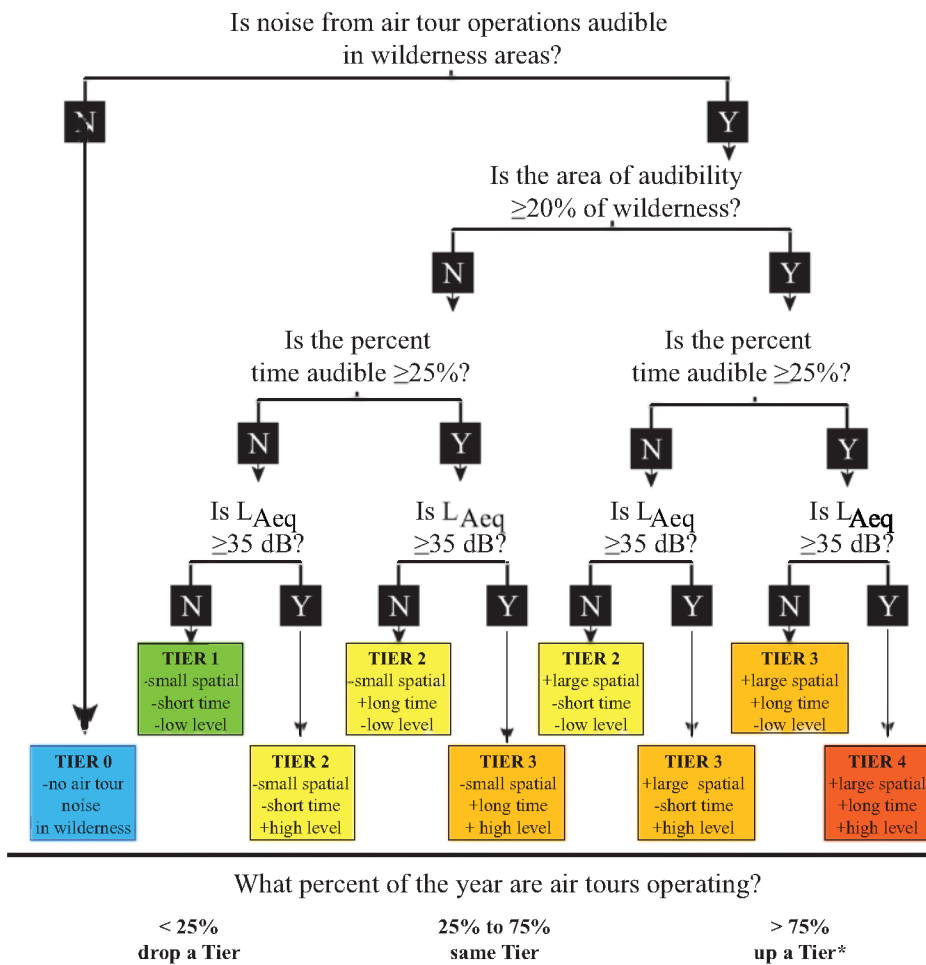 Is noise from air tour operations audible
in wilderness areas?
N
Y
Is the area of audibility
≥20% of wilderness?
N
Y
Is the percent
time audible ≥25%?
Is the percent
time audible ≥25%?
N
Y
N
Y
Is LAeq
≥35 dB?
Is LAeq
≥35 dB?
Is LAeq
≥35 dB?
Is LAeq
≥35 dB?
N
Y
N
Y
N
Y
N
Y
TIER 1
-small spatial
-short time
-low level
TIER 2
-small spatial
+long time
-low level
TIER 2
+large spatial
-short time
-low level
TIER 3
+large spatial
+long time
-low level
TIER 0
-no air tour
noise
in wilderness
TIER 2
-small spatial
-short time
+high level
TIER 3
-small spatial
+long time
+ high level
TIER 3
+large spatial
-short time
+high level
TIER 4
+large spatial
+long time
+high level
What percent of the year are air tours operating?
< 25%
drop a Tier
25% to 75%
same Tier
> 75%
up a Tier*